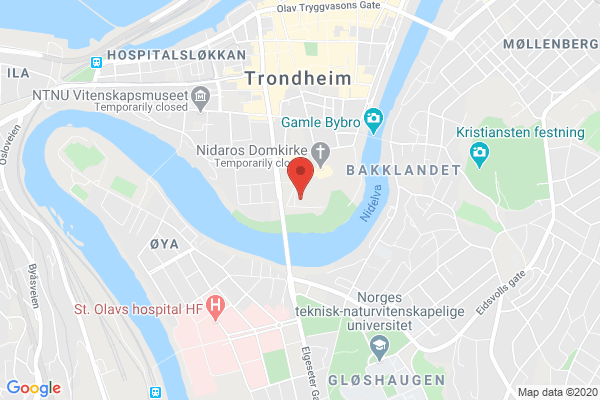 Olav Tryggvasons Gate
HOSPITALSLØKKAN
MØLLENBERG
ILA
Trondheim
NTNU Vitenskapsmuseet
Temporarily closed
Gamle Bybro
Kristiansten festning
Osloveien
Nidaros Domkirke
Temporarily clos
BAKKLANDET
Nidelva
ØYA
Byåsveien
Eidsvolls gate
St. Olavs hospital HF
H
Norges
teknisk-naturvitenskapelige
universitet
Elgeseter Ga
GLØSHAUGEN
Google
Map data ©2020